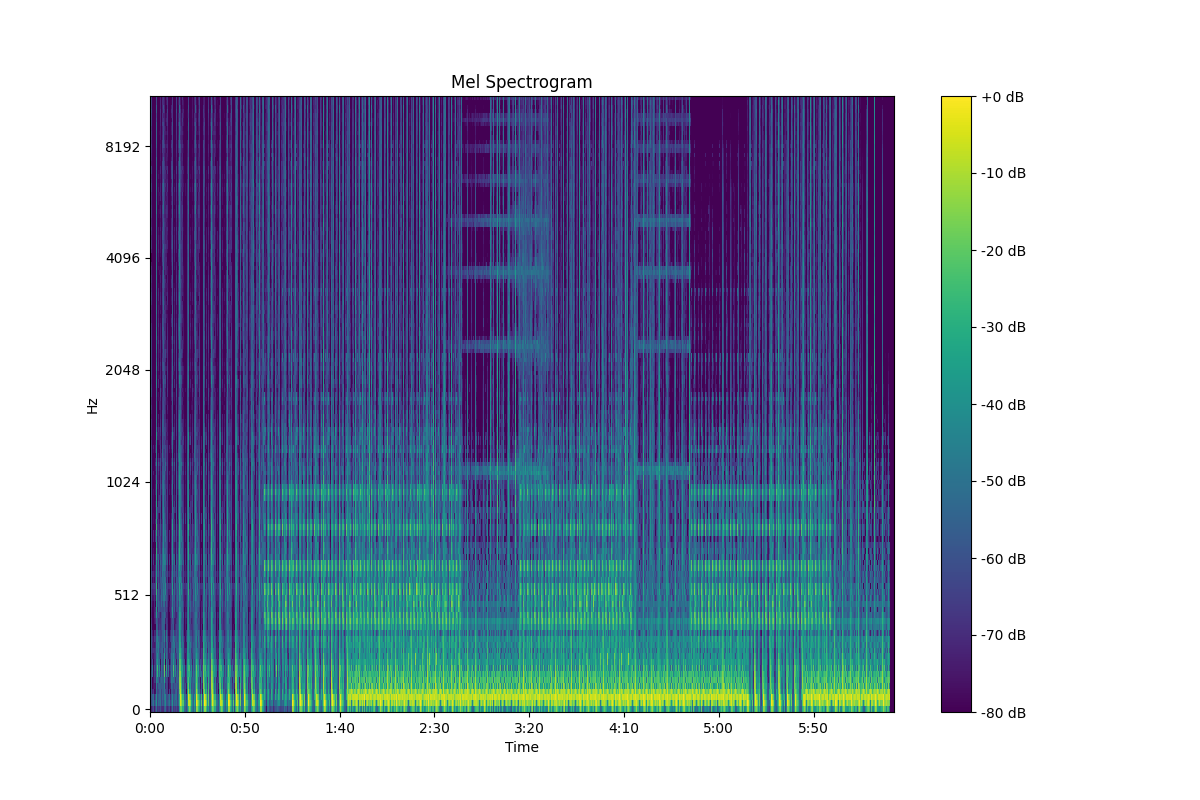 Mel Spectrogram
+0 dB
8192
-10 dB
-20 dB
4096
-30 dB
2048
Hz
-40 dB
1024
-50 dB
-60 dB
512
-70 dB
0
-80 dB
0:00 0:50 1:40 2:30 3:20 4:10 5:00 5:50
Time